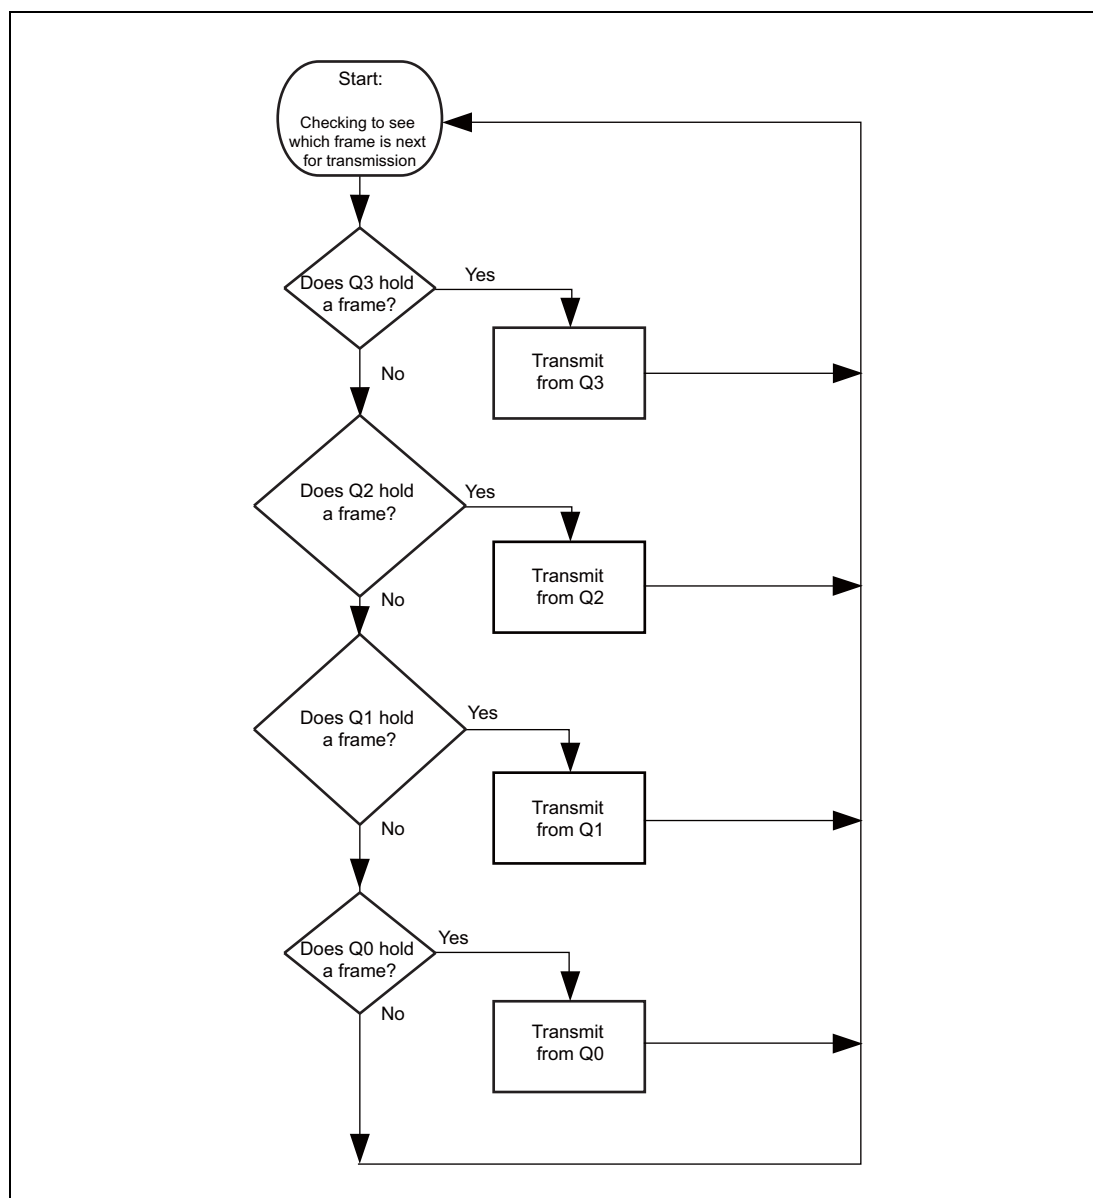 Start:
Checking to see
which frame is next
for transmission
Does Q3 hold
a frame?
Yes
Transmit
from Q3
No
Does Q2 hold
a frame?
Yes
Transmit
from Q2
No
Does Q1 hold
a frame?
Yes
Transmit
from Q1
No
Does Q0 hold
a frame?
Yes
Transmit
from Q0
No